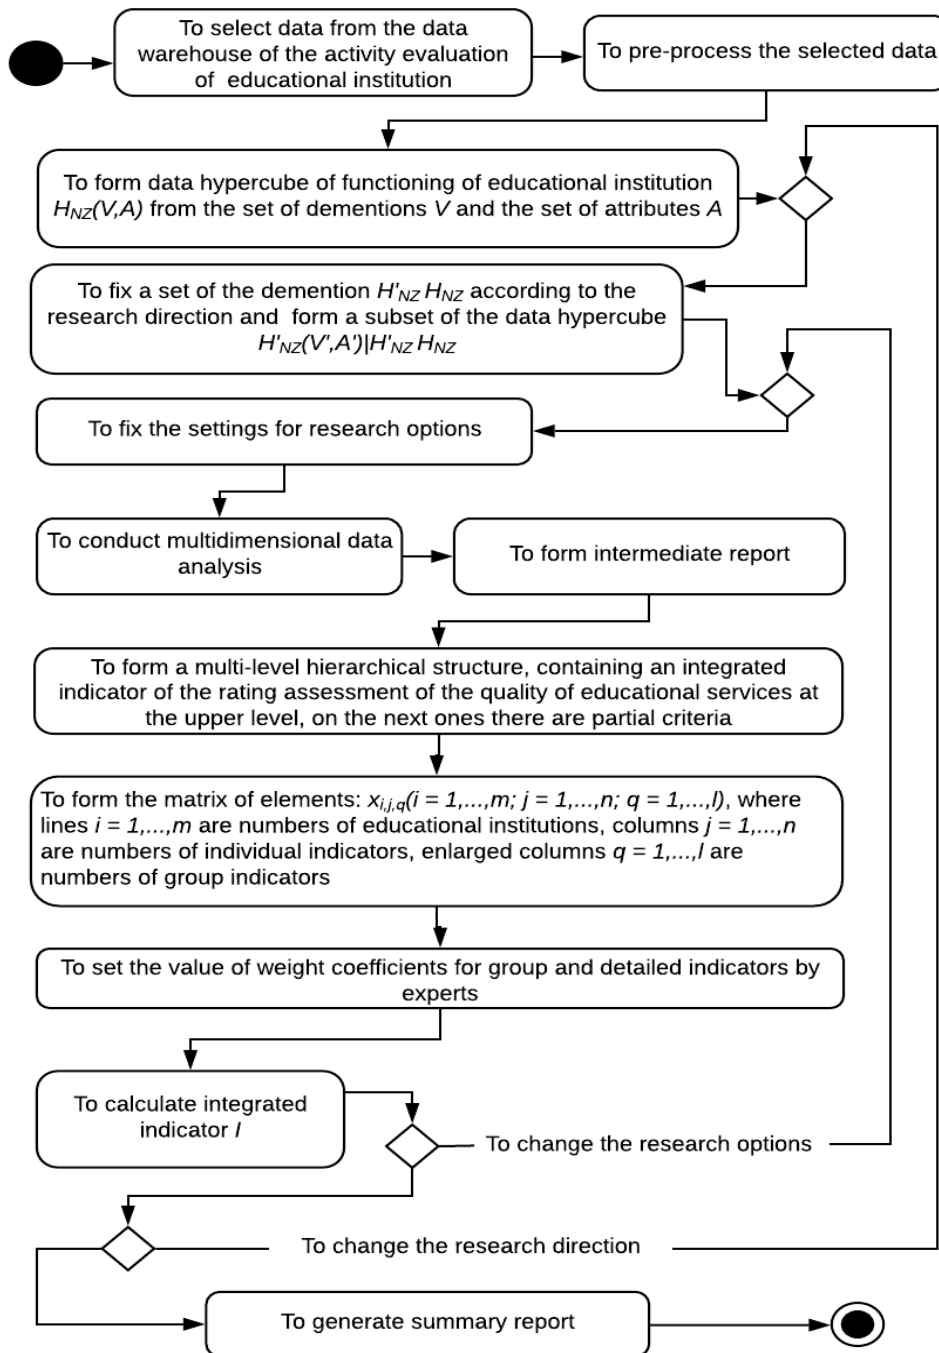 To select data from the data
warehouse of the activity evaluation
of educational institution
To pre-process the selected data
To form data hypercube of functioning of educational institution
H_NZ(V,A) from the set of dementions V and the set of attributes A
To fix a set of the demention H'_NZ H_NZ according to the
research direction and form a subset of the data hypercube
H'_NZ(V',A')|H'_NZ H_NZ
To fix the settings for research options
To conduct multidimensional data
analysis
To form intermediate report
To form a multi-level hierarchical structure, containing an integrated
indicator of the rating assessment of the quality of educational services at
the upper level, on the next ones there are partial criteria
To form the matrix of elements: x_i,j,q(i = 1,...,m; j = 1,...,n; q = 1,...,l), where
lines i = 1,...,m are numbers of educational institutions, columns j = 1,...,n
are numbers of individual indicators, enlarged columns q = 1,...,l are
numbers of group indicators
To set the value of weight coefficients for group and detailed indicators by
experts
To calculate integrated
indicator I
To change the research options
To change the research direction
To generate summary report